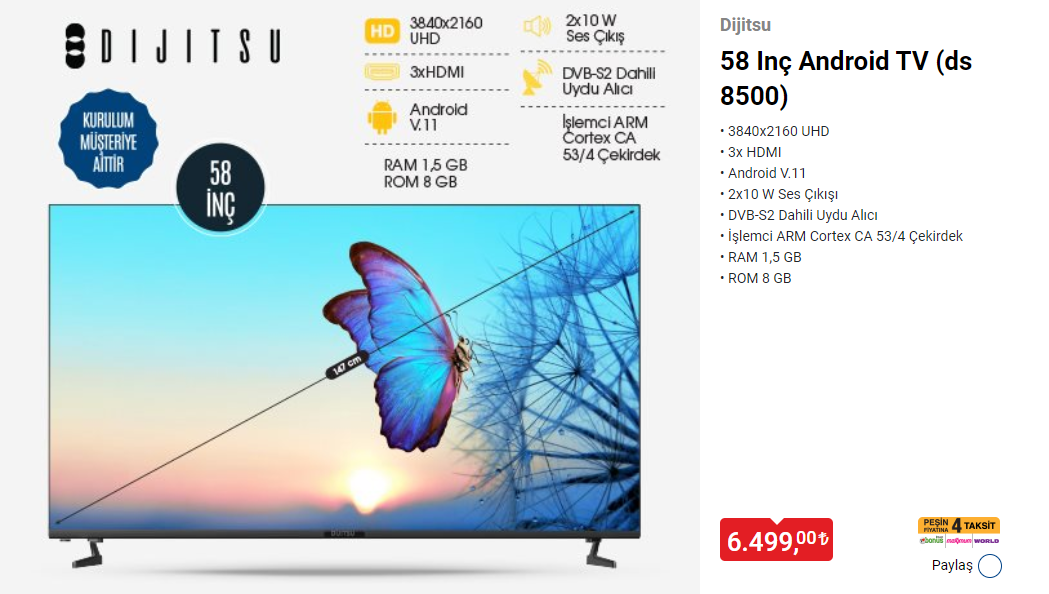 DIJITSU
KURULUM
MÜŞTERİYE
AİTTİR
58
İNÇ
HD
3840x2160
UHD
3xHDMI
Android
V.11
RAM 1,5 GB
ROM 8 GB
2x10 W
Ses Çıkış
DVB-S2 Dahili
Uydu Alıcı
İşlemci ARM
Cortex CA
53/4 Çekirdek
147 cm
DIJITSU
Dijitsu
58 Inç Android TV (ds
8500)
• 3840x2160 UHD
• 3x HDMI
• Android V.11
• 2x10 W Ses Çıkışı
• DVB-S2 Dahili Uydu Alıcı
• İşlemci ARM Cortex CA 53/4 Çekirdek
• RAM 1,5 GB
• ROM 8 GB
6.499,00₺
PEŞİN FİYATINA 4 TAKSİT
bonus maximum WORLD
Paylaş